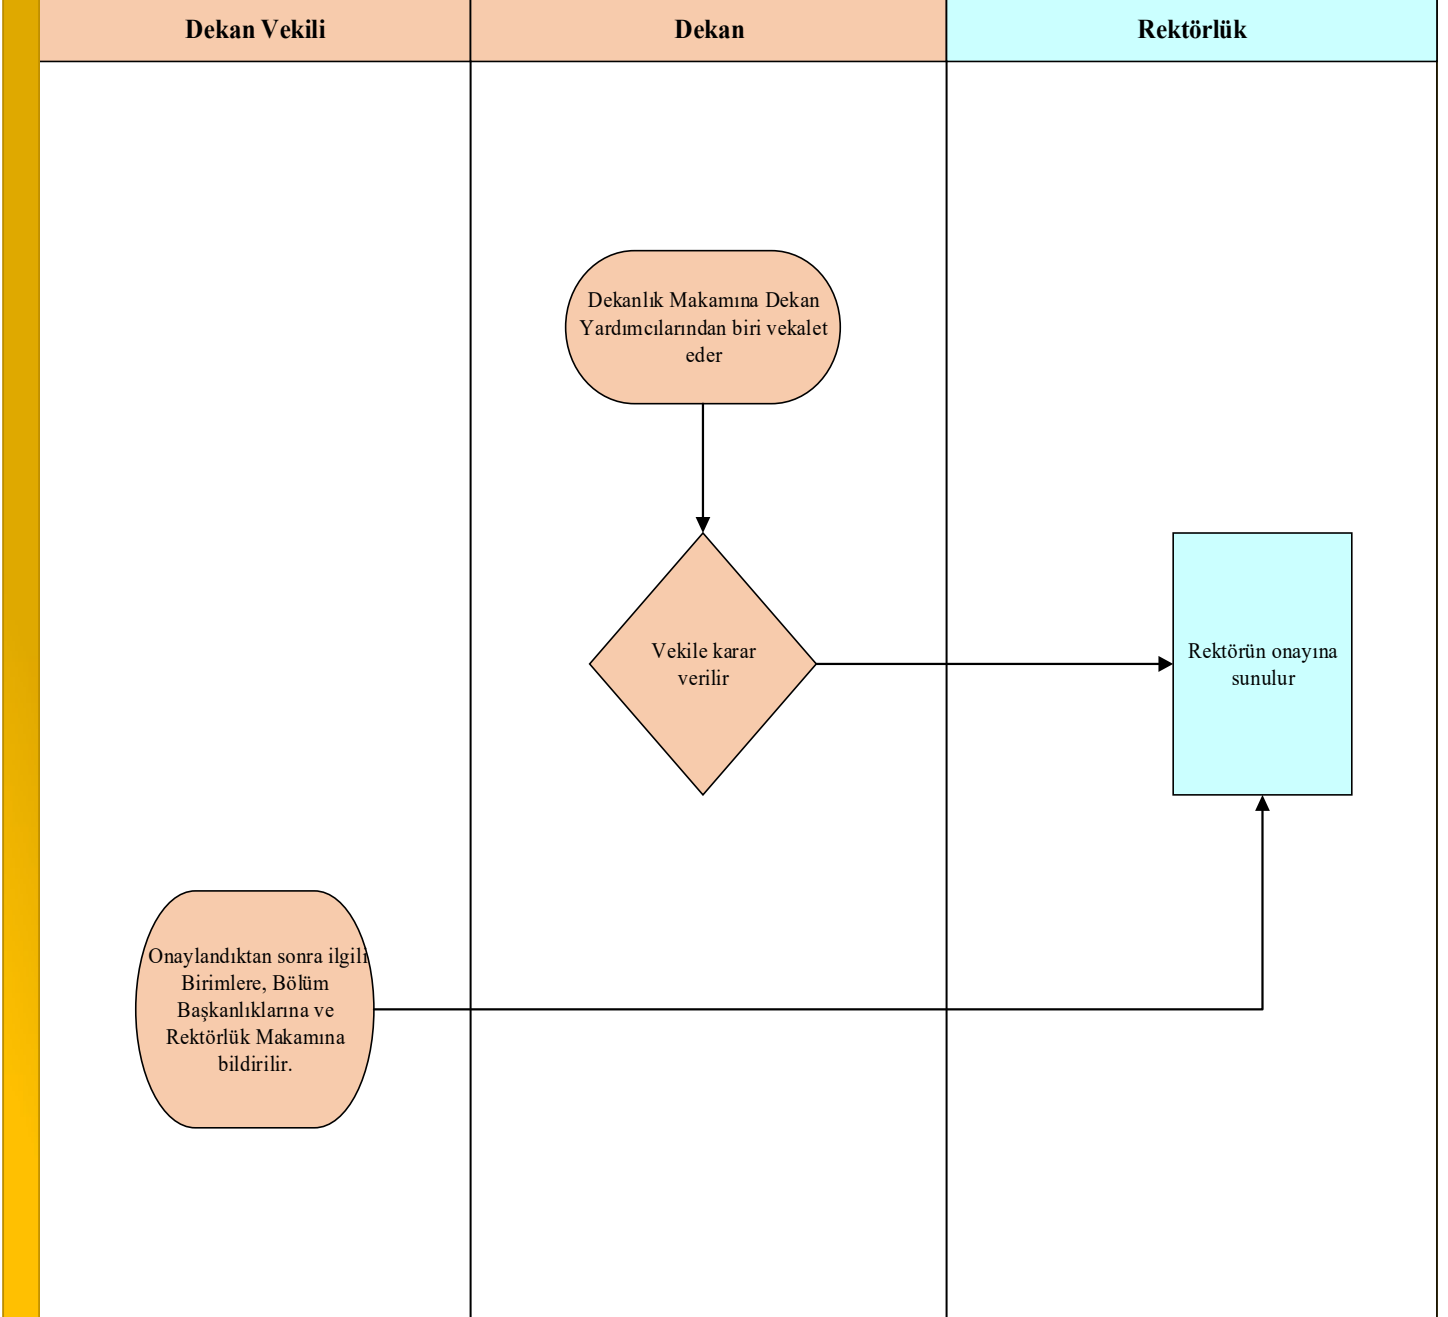 Dekan Vekili
Dekan
Rektörlük
Dekanlık Makamına Dekan
Yardımcılarından biri vekalet
eder
Vekile karar
verilir
Rektörün onayına
sunulur
Onaylandıktan sonra ilgili
Birimlere, Bölüm
Başkanlıklarına ve
Rektörlük Makamına
bildirilir.